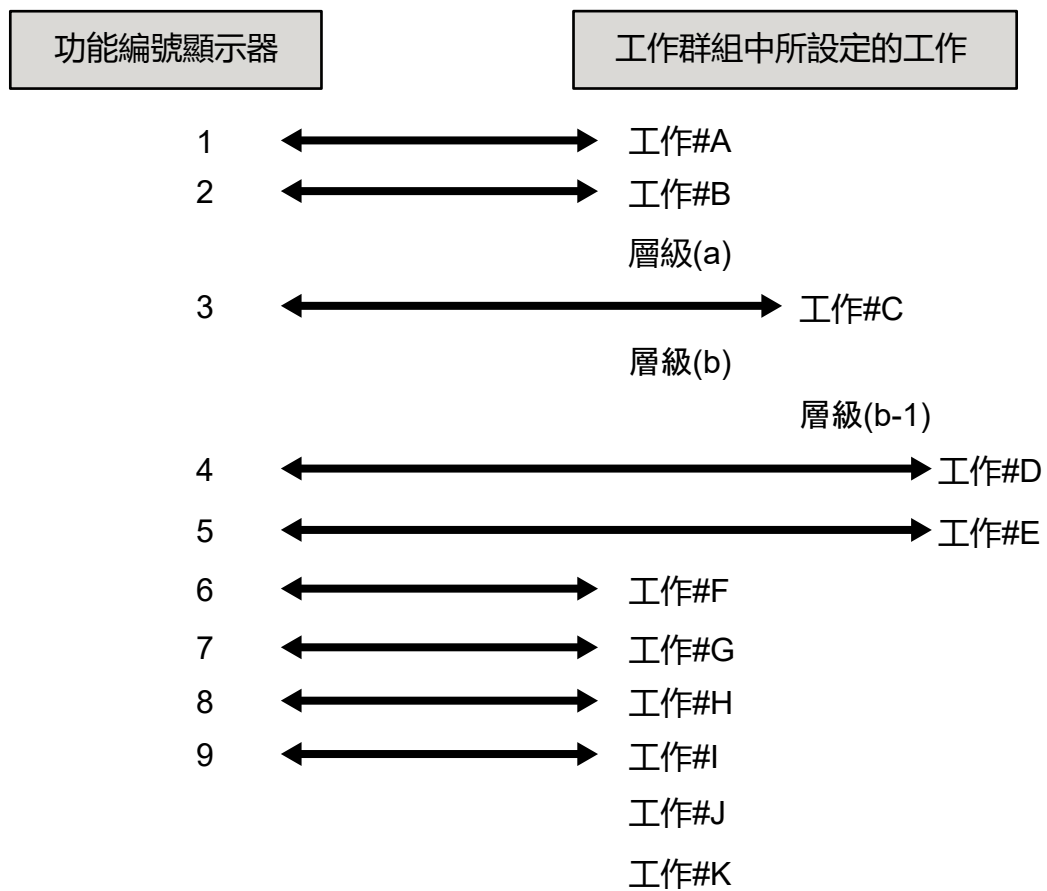 功能編號顯示器 工作群組中所設定的工作
1 工作#A
2 工作#B
層級(a)
3 工作#C
層級(b)
層級(b-1)
4 工作#D
5 工作#E
6 工作#F
7 工作#G
8 工作#H
9 工作#I
工作#J
工作#K